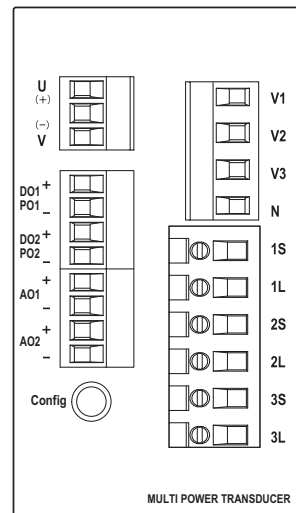 U
(+)
(–)
V
DO1 +
PO1 –
DO2 +
PO2 –
AO1 +
–
AO2 +
–
Config
V1
V2
V3
N
1S
1L
2S
2L
3S
3L
MULTI POWER TRANSDUCER